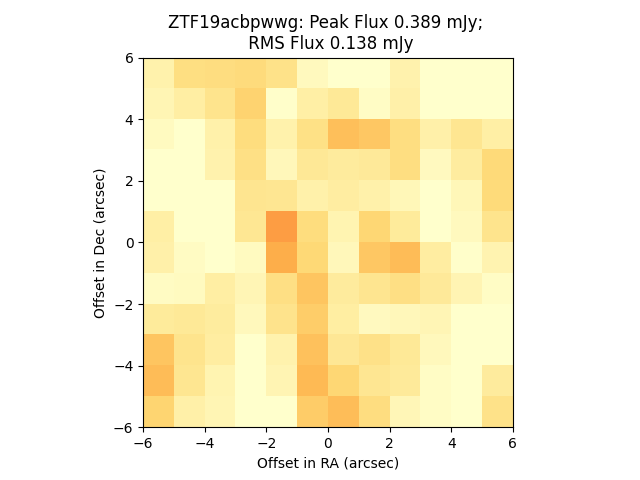 ZTF19acbpwwg: Peak Flux 0.389 mJy;
RMS Flux 0.138 mJy
6
4
2
0
−2
−4
−6
Offset in Dec (arcsec)
−6 −4 −2 0 2 4 6
Offset in RA (arcsec)